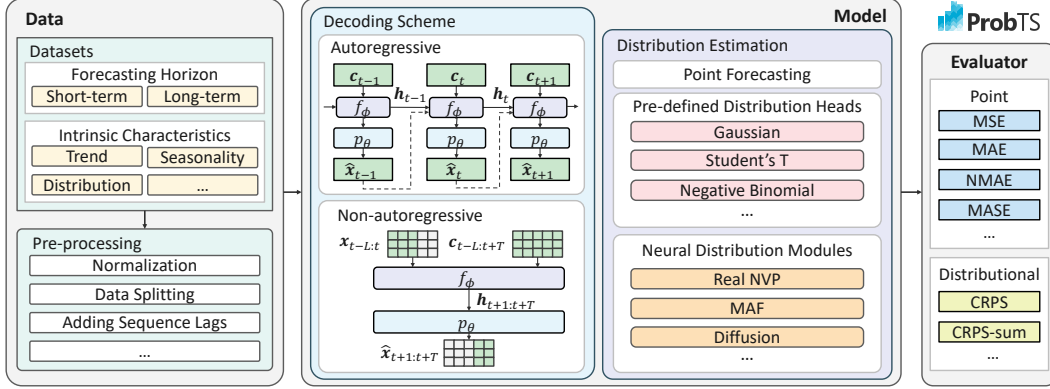 Data
Datasets
Forecasting Horizon
Short-term
Long-term
Intrinsic Characteristics
Trend
Seasonality
Distribution
...
Pre-processing
Normalization
Data Splitting
Adding Sequence Lags
...
Model
Decoding Scheme
Autoregressive
c_{t-1}
c_t
c_{t+1}
h_{t-1}
h_t
f_ϕ
f_ϕ
f_ϕ
p_θ
p_θ
p_θ
x̂_{t-1}
x̂_t
x̂_{t+1}
Non-autoregressive
x_{t-L:t}
c_{t-L:t+T}
f_ϕ
h_{t+1:t+T}
p_θ
x̂_{t+1:t+T}
Distribution Estimation
Point Forecasting
Pre-defined Distribution Heads
Gaussian
Student's T
Negative Binomial
...
Neural Distribution Modules
Real NVP
MAF
Diffusion
...
ProbTS
Evaluator
Point
MSE
MAE
NMAE
MASE
...
Distributional
CRPS
CRPS-sum
...